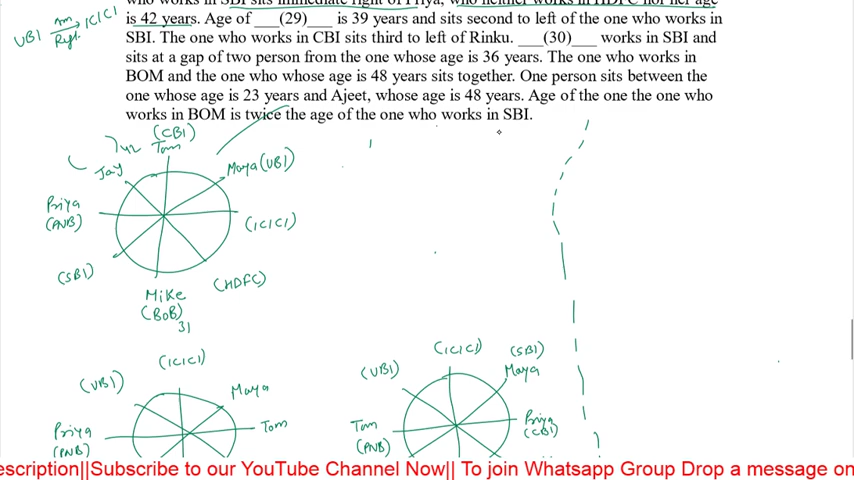 who works in SBI sits immediate right of Priya, who neither works in HDFC nor her age
is 42 years. Age of ___(29)___ is 39 years and sits second to left of the one who works in
SBI. The one who works in CBI sits third to left of Rinku. ___(30)___ works in SBI and
sits at a gap of two person from the one whose age is 36 years. The one who works in
BOM and the one whose age is 48 years sit together. One person sits between the
one whose age is 23 years and Ajeet, whose age is 48 years. Age of the one the one who
works in BOM is twice the age of the one who works in SBI.
UBI ICICI
(CBI)
Tom
42
Jay
Maya (UBI)
Priya
(PNB)
(ICICI)
(SBI)
(HDFC)
Mike
(BOB)
31
(ICICI)
(UBI)
Maya
Tom
Priya
(PNB)
(ICICI)
(SBI)
(UBI)
Maya
Tom
(PNB)
Priya
(CBI)
escription||Subscribe to our YouTube Channel Now|| To join Whatsapp Group Drop a message on